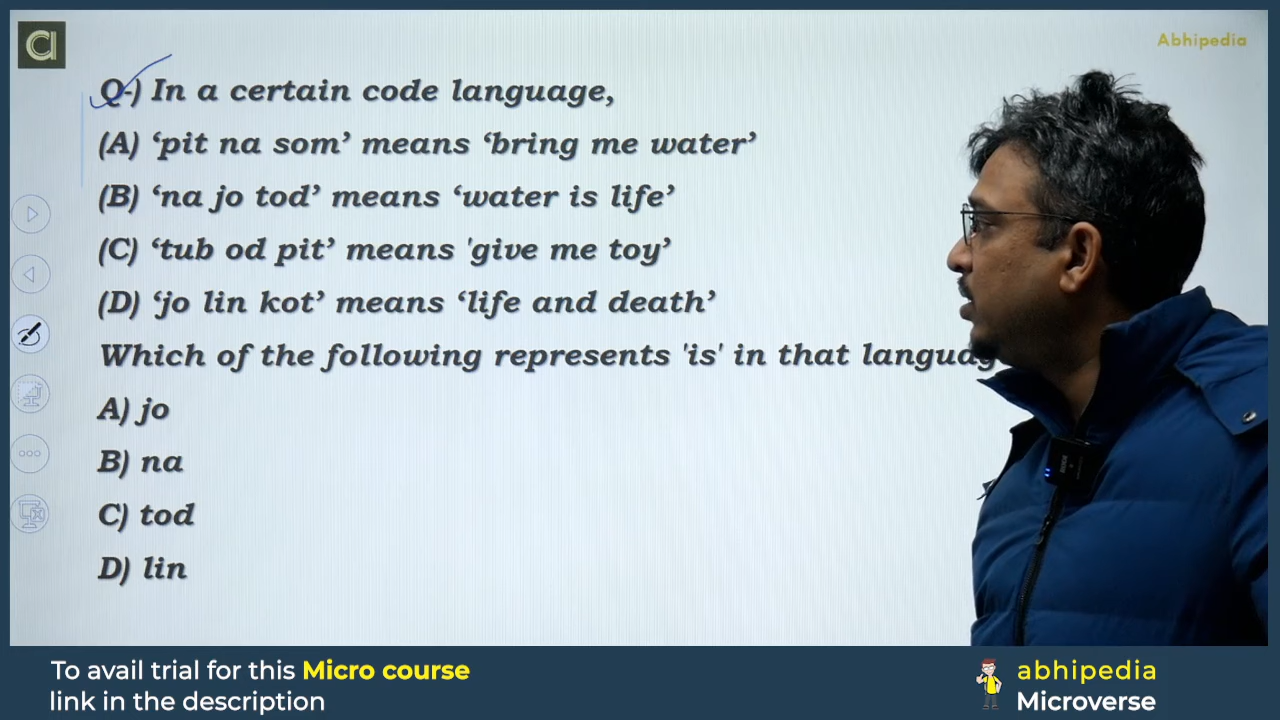 Abhipedia
Q-) In a certain code language,
(A) ‘pit na som’ means ‘bring me water’
(B) ‘na jo tod’ means ‘water is life’
(C) ‘tub od pit’ means 'give me toy’
(D) ‘jo lin kot’ means ‘life and death’
Which of the following represents 'is' in that languag
A) jo
B) na
C) tod
D) lin
To avail trial for this Micro course
link in the description
abhipedia
Microverse